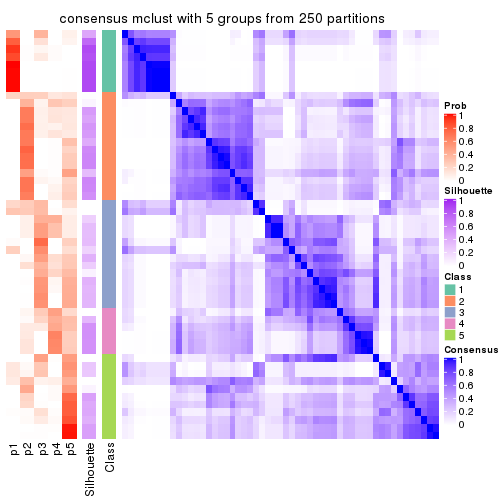 consensus mclust with 5 groups from 250 partitions
Prob
1
0.8
0.6
0.4
0.2
0
Silhouette
1
0.8
0.6
0.4
0.2
0
Class
1
2
3
4
5
Consensus
1
0.8
0.6
0.4
0.2
0
p1
p2
p3
p4
p5
Silhouette
Class